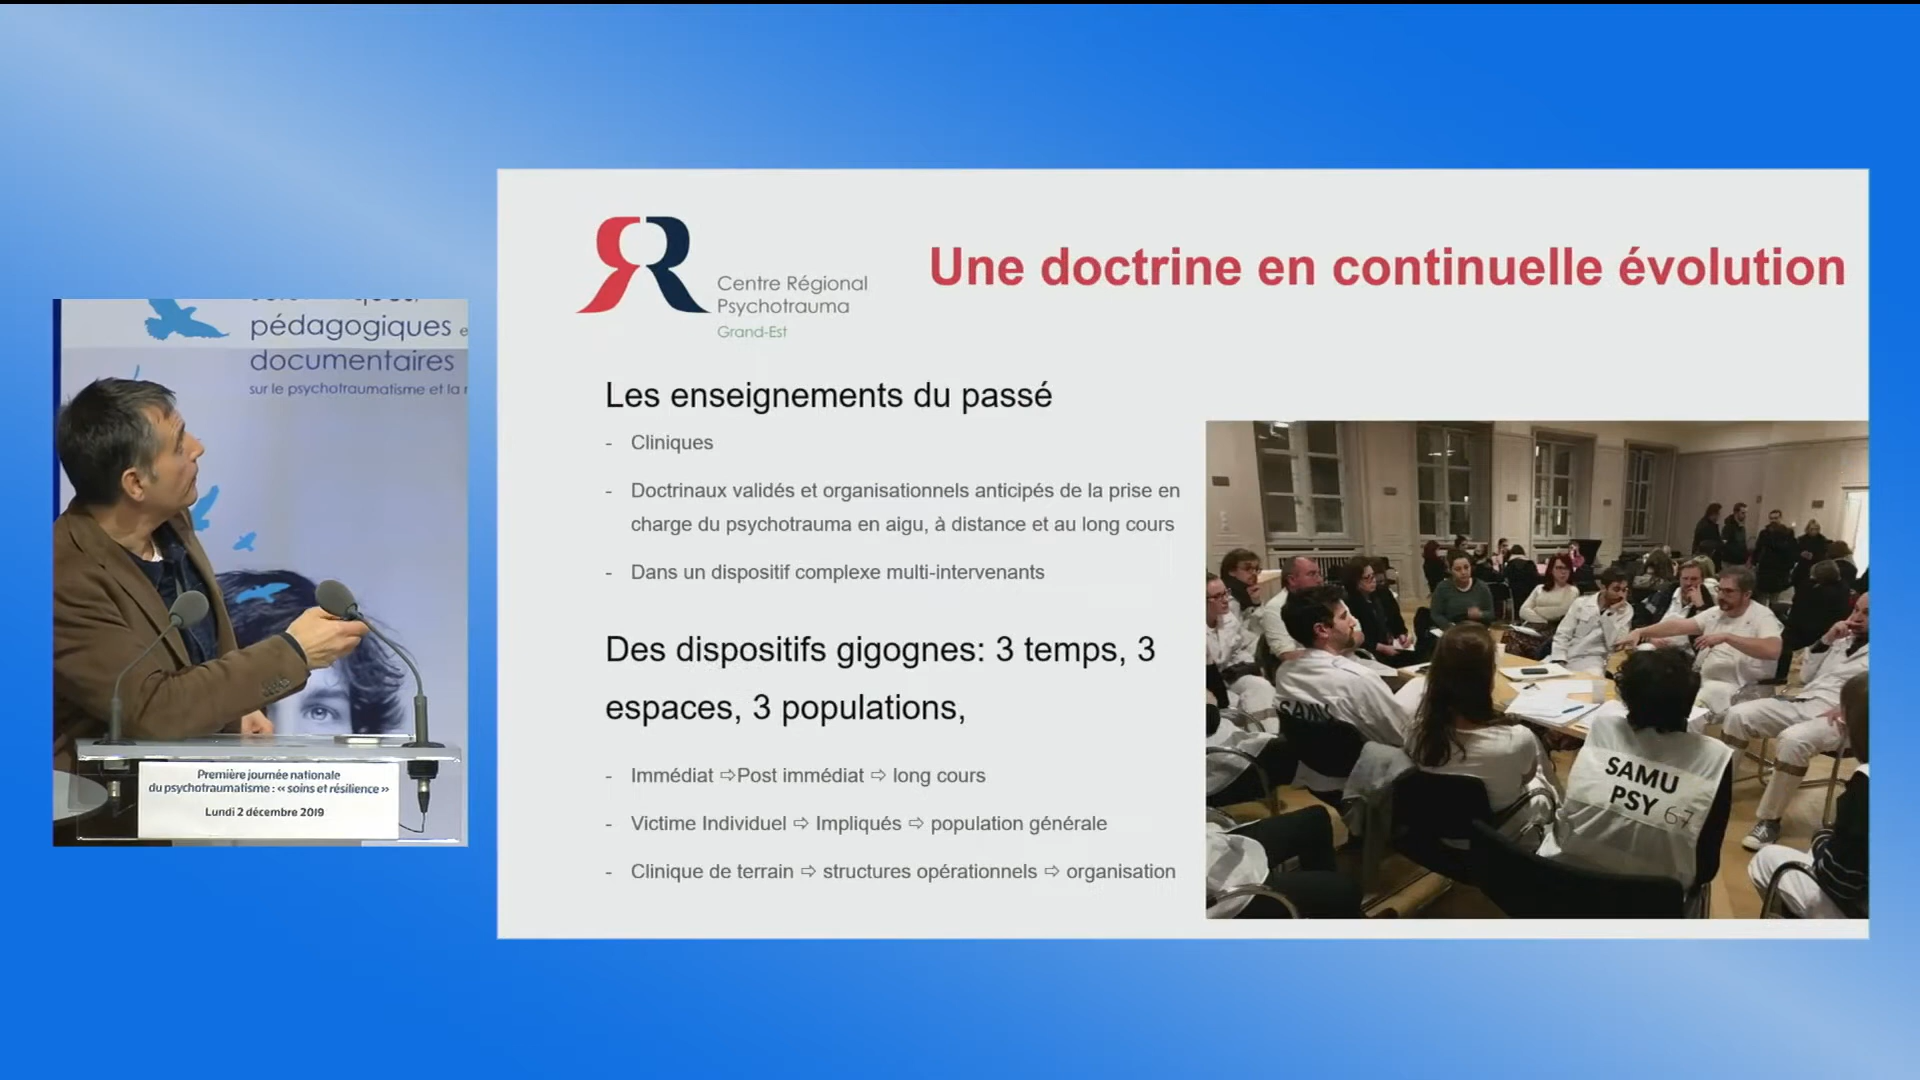 pédagogiques
documentaires
sur le psychotraumatisme et la
Première journée nationale
du psychotraumatisme : « soins et résilience »
Lundi 2 décembre 2019
Centre Régional
Psychotrauma
Grand-Est
Une doctrine en continuelle évolution
Les enseignements du passé
- Cliniques
- Doctrinaux validés et organisationnels anticipés de la prise en
charge du psychotrauma en aigu, à distance et au long cours
- Dans un dispositif complexe multi-intervenants
Des dispositifs gigognes: 3 temps, 3
espaces, 3 populations,
- Immédiat ⇨Post immédiat ⇨ long cours
- Victime Individuel ⇨ Impliqués ⇨ population générale
- Clinique de terrain ⇨ structures opérationnels ⇨ organisation
SAMU
SAMU
PSY 67